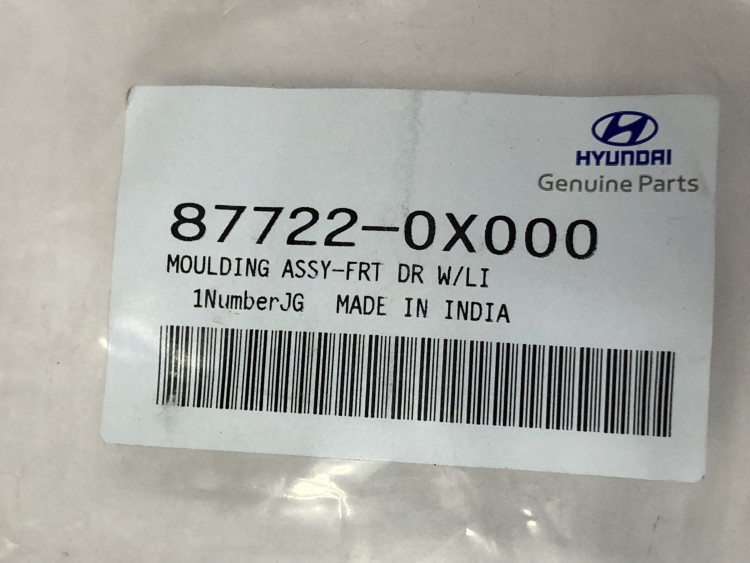 HYUNDAI
Genuine Parts
87722-0X000
MOULDING ASSY-FRT DR W/LI
1NumberJG MADE IN INDIA